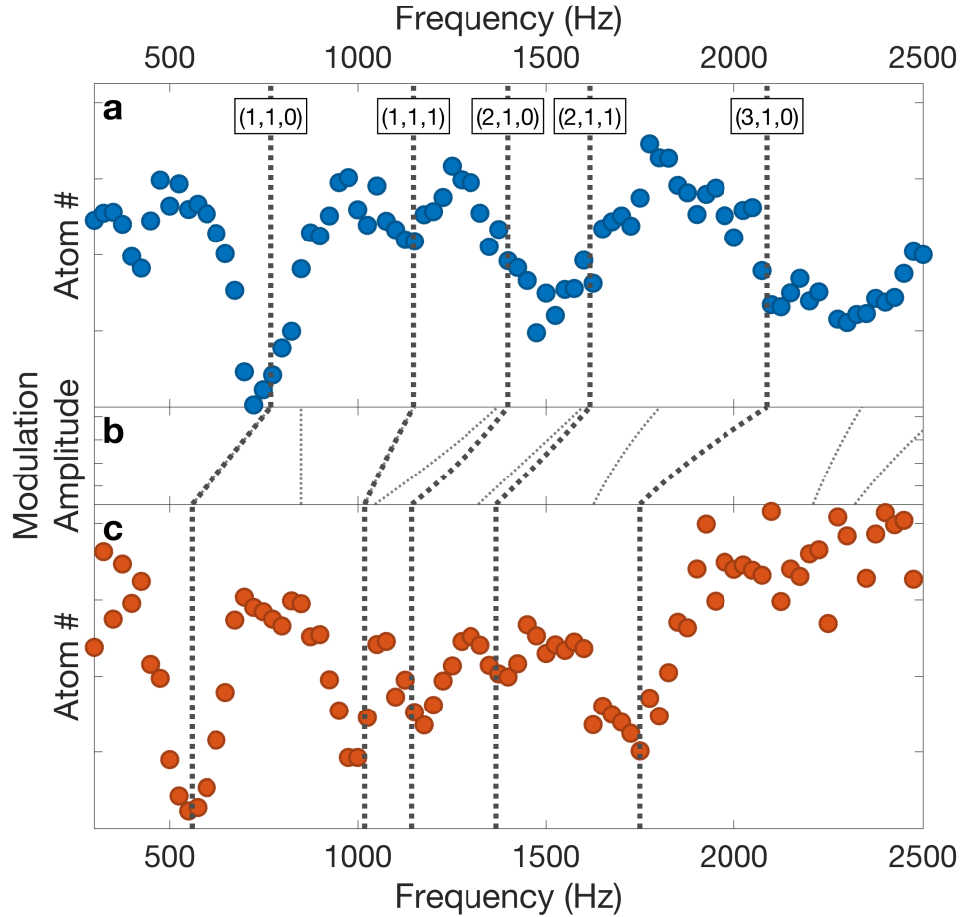 Frequency (Hz)
500 1000 1500 2000 2500
a
(1,1,0) (1,1,1) (2,1,0) (2,1,1) (3,1,0)
Atom #
b
Modulation
Amplitude
c
Atom #
500 1000 1500 2000 2500
Frequency (Hz)